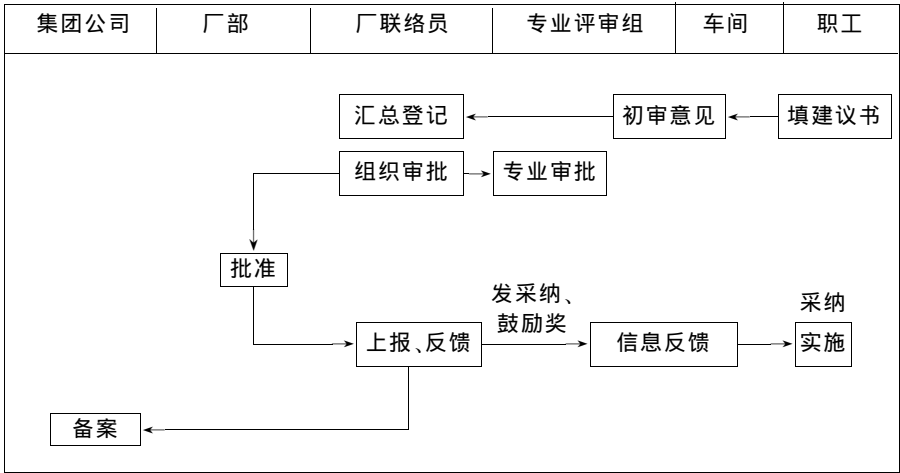 集团公司 厂部 厂联络员 专业评审组 车间 职工
汇总登记 初审意见 填建议书
组织审批 专业审批
批准
发采纳、
鼓励奖
采纳
上报、反馈 信息反馈 实施
备案